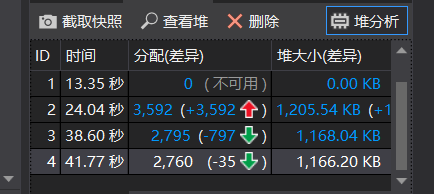 截取快照 查看堆 删除 堆分析
ID 时间 分配(差异) 堆大小(差异)
1 13.35 秒 0 (不可用) 0.00 KB
2 24.04 秒 3,592 (+3,592 ) 1,205.54 KB (+1
3 38.60 秒 2,795 (-797 ) 1,168.04 KB
4 41.77 秒 2,760 (-35 ) 1,166.20 KB